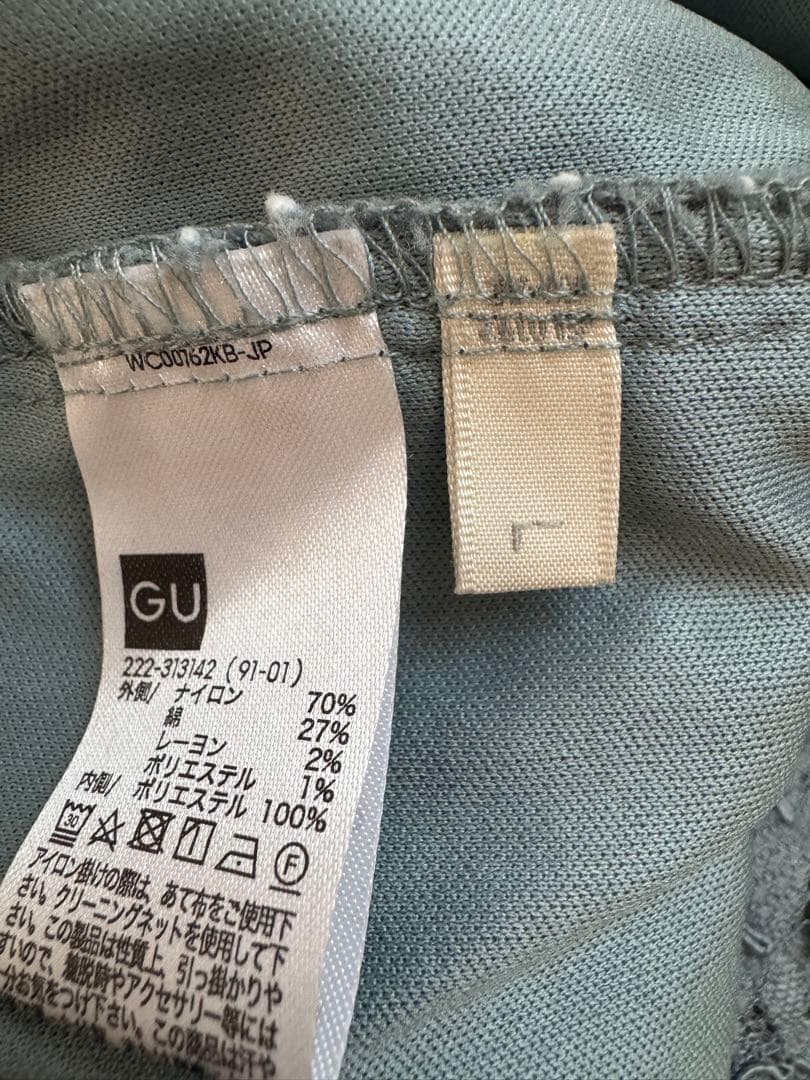 WC00762KB-JP
L
GU
222-313142 (91-01)
外側/ ナイロン 70%
綿 27%
レーヨン 2%
ポリエステル 1%
内側/ ポリエステル 100%
30
F
アイロン掛けの際は、あて布をご使用下
さい。クリーニングネットを使用して下
さい。この製品は性質上、引っ掛かりや
すいので、着脱時やアクセサリー等には
分お気をつけ下さい。この商品は汗や